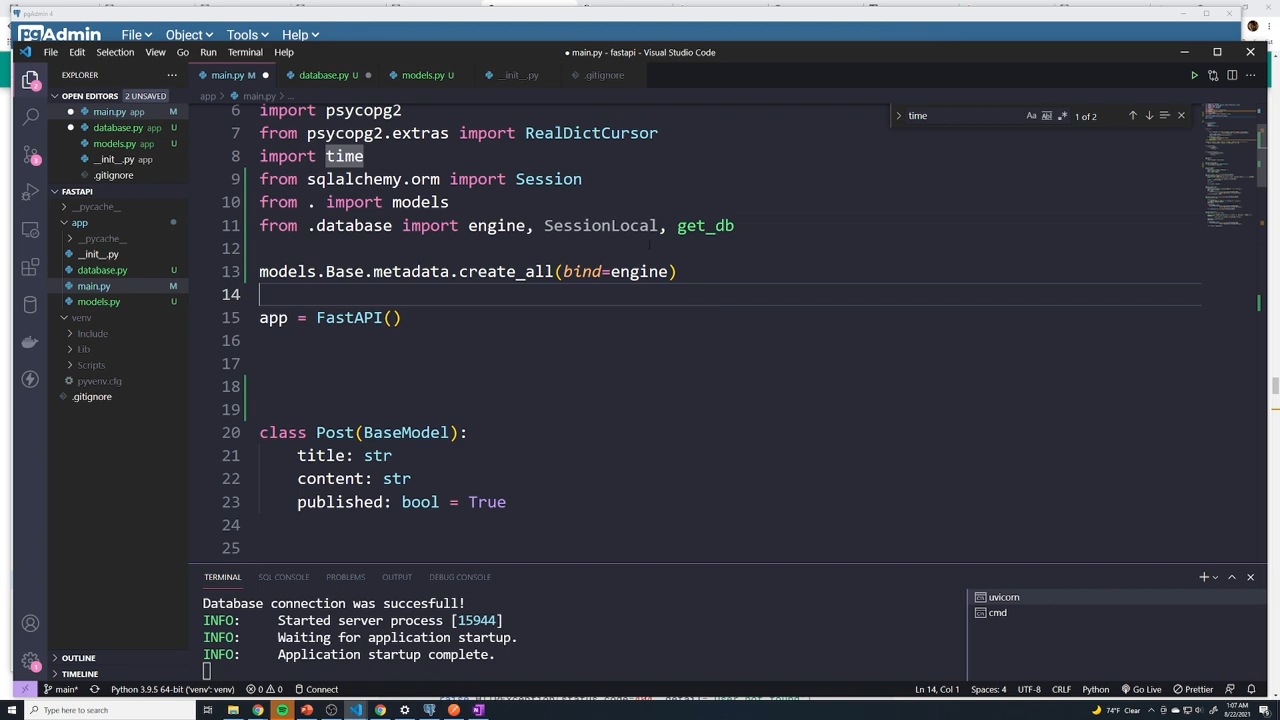 pgAdmin 4
pgAdmin File Object Tools Help
File Edit Selection View Go Run Terminal Help
● main.py - fastapi - Visual Studio Code
EXPLORER ...
main.py M ●
database.py U ●
models.py U
__init__.py
.gitignore
OPEN EDITORS 2 UNSAVED
● main.py app M
● database.py app U
models.py app U
__init__.py app
.gitignore
FASTAPI
__pycache__
app
__pycache__
__init__.py
database.py U
main.py M
models.py U
venv
Include
Lib
Scripts
pyvenv.cfg
.gitignore
OUTLINE
TIMELINE
app > main.py > ...
time Aa ab 1 of 2
6 import psycopg2
7 from psycopg2.extras import RealDictCursor
8 import time
9 from sqlalchemy.orm import Session
10 from . import models
11 from .database import engine, SessionLocal, get_db
12
13 models.Base.metadata.create_all(bind=engine)
14
15 app = FastAPI()
16
17
18
19
20 class Post(BaseModel):
21 title: str
22 content: str
23 published: bool = True
24
25
TERMINAL SQL CONSOLE PROBLEMS OUTPUT DEBUG CONSOLE
Database connection was succesfull!
INFO: Started server process [15944]
INFO: Waiting for application startup.
INFO: Application startup complete.
uvicorn
cmd
main* Python 3.9.5 64-bit ('venv': venv) 0 0 Connect
Ln 14, Col 1 Spaces: 4 UTF-8 CRLF Python Go Live Prettier
Type here to search
74°F Clear
1:07 AM
8/22/2021